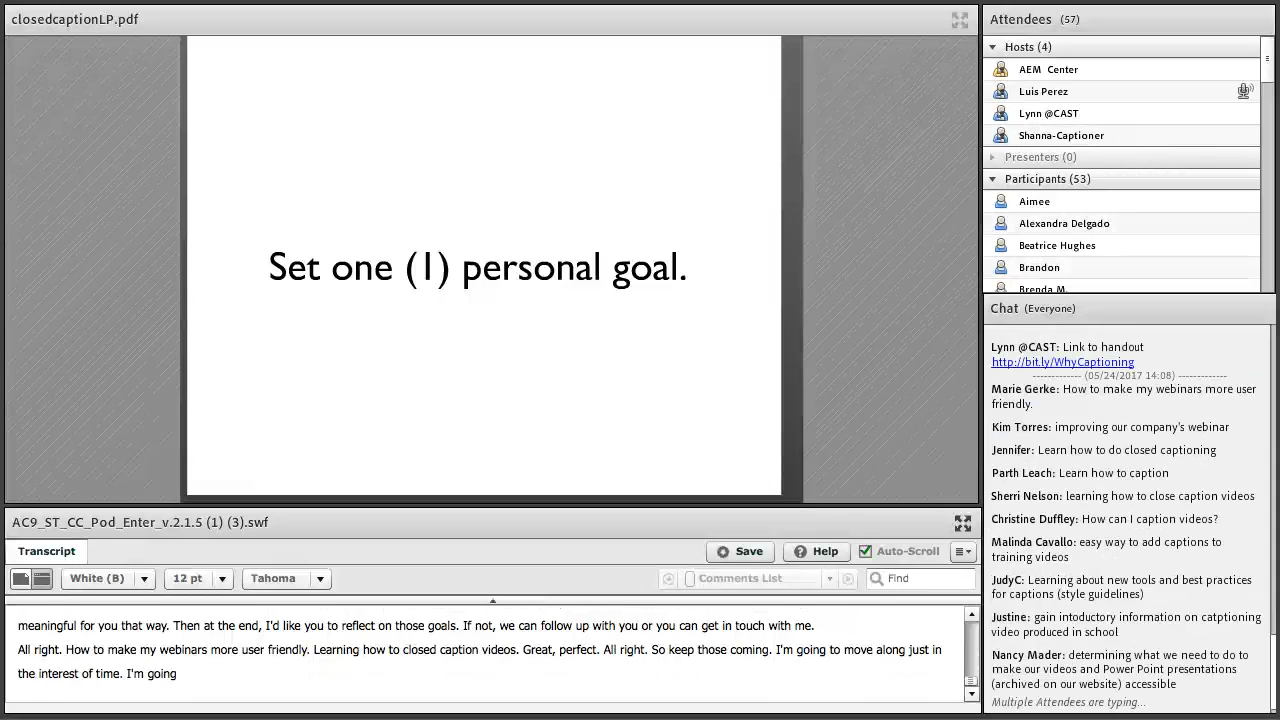 closedcaptionLP.pdf
Set one (1) personal goal.
AC9_ST_CC_Pod_Enter_v.2.1.5 (1) (3).swf
Transcript
Save
Help
Auto-Scroll
White (B)
12 pt
Tahoma
Comments List
Find
meaningful for you that way. Then at the end, I'd like you to reflect on those goals. If not, we can follow up with you or you can get in touch with me.
All right. How to make my webinars more user friendly. Learning how to closed caption videos. Great, perfect. All right. So keep those coming. I'm going to move along just in
the interest of time. I'm going
Attendees (57)
Hosts (4)
AEM Center
Luis Perez
Lynn @CAST
Shanna-Captioner
Presenters (0)
Participants (53)
Aimee
Alexandra Delgado
Beatrice Hughes
Brandon
Brenda M.
Chat (Everyone)
Lynn @CAST: Link to handout
http://bit.ly/WhyCaptioning
------------- (05/24/2017 14:08) -------------
Marie Gerke: How to make my webinars more user
friendly.
Kim Torres: improving our company's webinar
Jennifer: Learn how to do closed captioning
Parth Leach: Learn how to caption
Sherri Nelson: learning how to close caption videos
Christine Duffley: How can I caption videos?
Malinda Cavallo: easy way to add captions to
training videos
JudyC: Learning about new tools and best practices
for captions (style guidelines)
Justine: gain intoductory information on catptioning
video produced in school
Nancy Mader: determining what we need to do to
make our videos and Power Point presentations
(archived on our website) accessible
Multiple Attendees are typing...